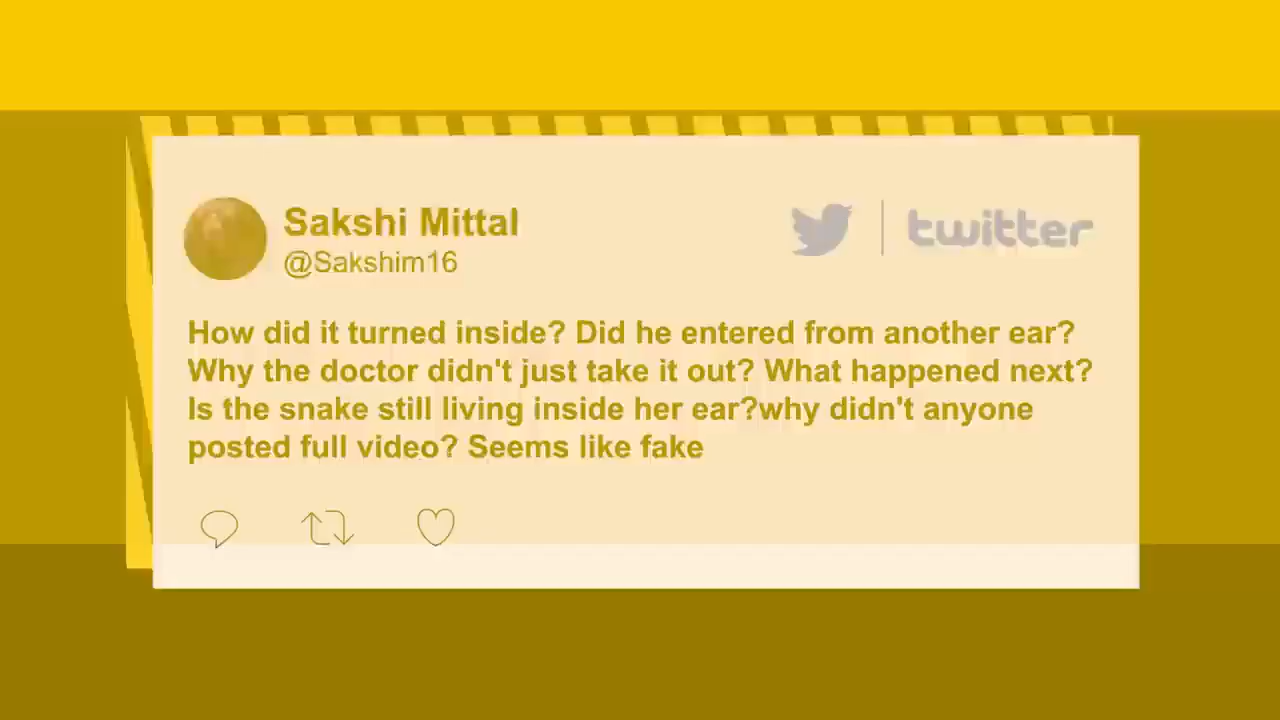 Sakshi Mittal
@Sakshim16
twitter
How did it turned inside? Did he entered from another ear?
Why the doctor didn't just take it out? What happened next?
Is the snake still living inside her ear?why didn't anyone
posted full video? Seems like fake